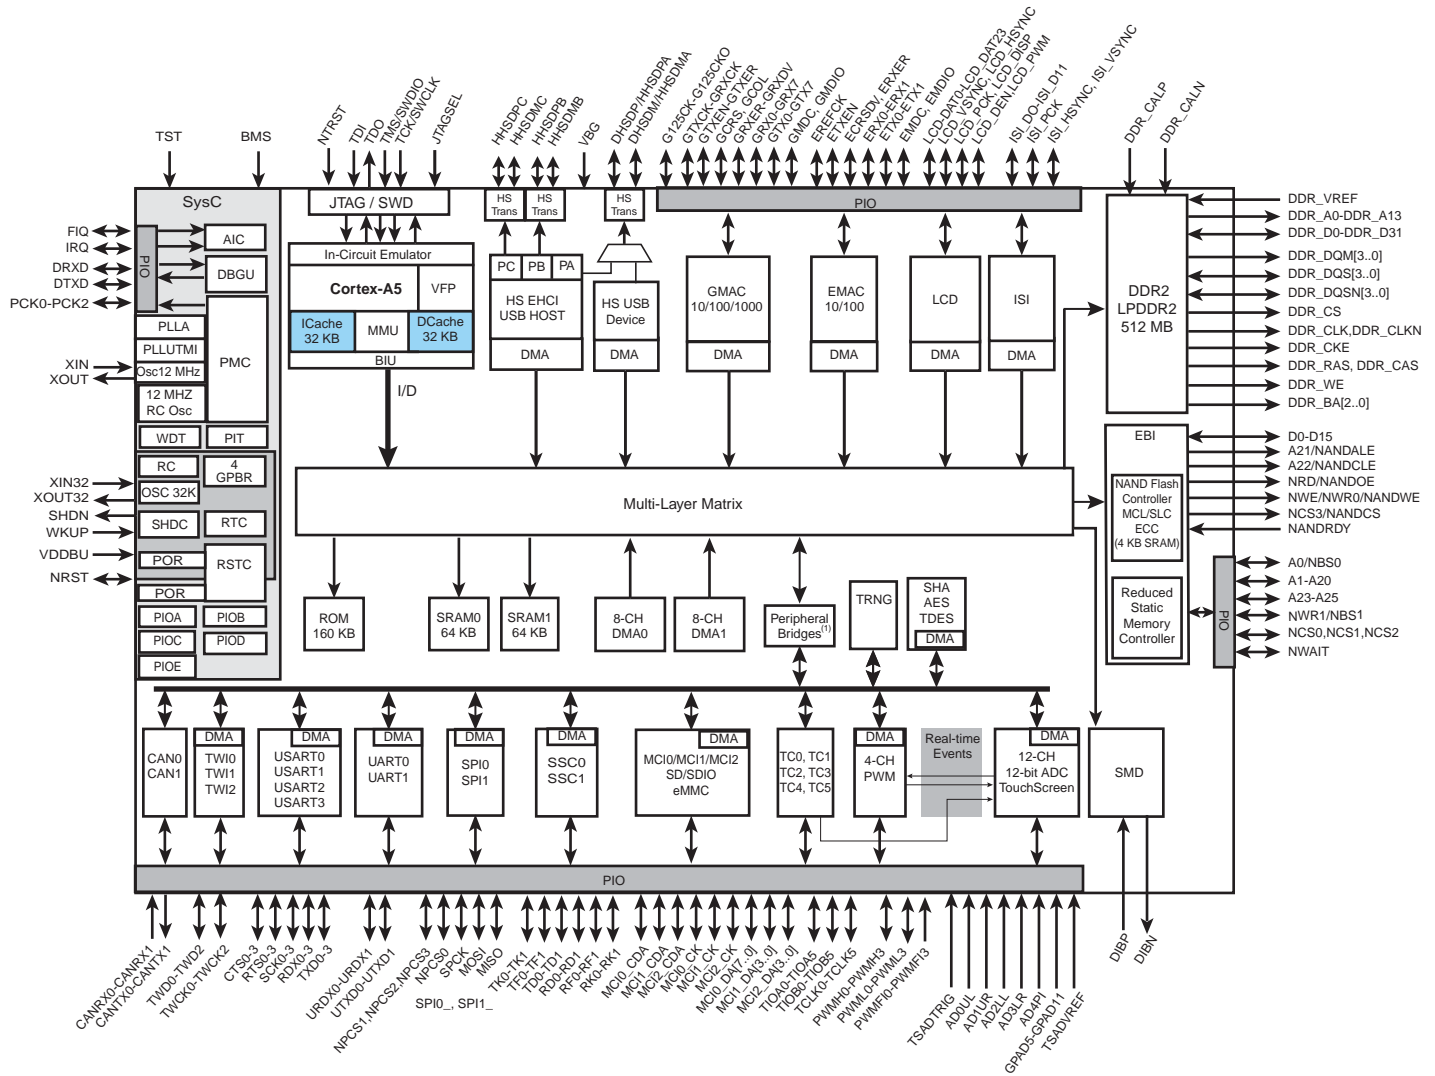 TST
BMS
NTRST
TDI
TDO
TMS/SWDIO
TCK/SWCLK
JTAGSEL
HHSDPC
HHSDMC
HHSDPB
HHSDMB
VBG
DHSDP/HHSDPA
DHSDM/HHSDMA
G125CK-G125CKO
GTXCK-GRXCK
GTXEN-GTXER
GCRS, GCOL
GRXER-GRXDV
GRX0-GRX7
GTX0-GTX7
GMDC, GMDIO
EREFCK
ETXEN
ECRSDV, ERXER
ERX0-ERX1
ETX0-ETX1
EMDC, EMDIO
LCD-DAT0-LCD_DAT23
LCD_VSYNC, LCD_HSYNC
LCD_PCK, LCD_DISP
LCD_DEN,LCD_PWM
ISI_DO-ISI_D11
ISI_PCK
ISI_HSYNC, ISI_VSYNC
DDR_CALP
DDR_CALN
SysC
FIQ
IRQ
DRXD
DTXD
PCK0-PCK2
PIO
AIC
DBGU
PLLA
PLLUTMI
Osc12 MHz
12 MHZ
RC Osc
PMC
XIN
XOUT
WDT
PIT
RC
4
GPBR
OSC 32K
SHDC
RTC
POR
RSTC
POR
XIN32
XOUT32
SHDN
WKUP
VDDBU
NRST
PIOA
PIOB
PIOC
PIOD
PIOE
JTAG / SWD
In-Circuit Emulator
Cortex-A5
VFP
ICache
32 KB
MMU
DCache
32 KB
BIU
I/D
HS
Trans
HS
Trans
HS
Trans
PC
PB
PA
HS EHCI
USB HOST
DMA
HS USB
Device
DMA
PIO
GMAC
10/100/1000
DMA
EMAC
10/100
DMA
LCD
DMA
ISI
DMA
DDR2
LPDDR2
512 MB
DDR_VREF
DDR_A0-DDR_A13
DDR_D0-DDR_D31
DDR_DQM[3..0]
DDR_DQS[3..0]
DDR_DQSN[3..0]
DDR_CS
DDR_CLK,DDR_CLKN
DDR_CKE
DDR_RAS, DDR_CAS
DDR_WE
DDR_BA[2..0]
EBI
NAND Flash
Controller
MCL/SLC
ECC
(4 KB SRAM)
Reduced
Static
Memory
Controller
D0-D15
A21/NANDALE
A22/NANDCLE
NRD/NANDOE
NWE/NWR0/NANDWE
NCS3/NANDCS
NANDRDY
PIO
A0/NBS0
A1-A20
A23-A25
NWR1/NBS1
NCS0,NCS1,NCS2
NWAIT
Multi-Layer Matrix
ROM
160 KB
SRAM0
64 KB
SRAM1
64 KB
8-CH
DMA0
8-CH
DMA1
Peripheral
Bridges(1)
TRNG
SHA
AES
TDES
DMA
CAN0
CAN1
DMA
TWI0
TWI1
TWI2
DMA
USART0
USART1
USART2
USART3
DMA
UART0
UART1
DMA
SPI0
SPI1
DMA
SSC0
SSC1
DMA
MCI0/MCI1/MCI2
SD/SDIO
eMMC
TC0, TC1
TC2, TC3
TC4, TC5
DMA
4-CH
PWM
Real-time
Events
DMA
12-CH
12-bit ADC
TouchScreen
SMD
PIO
CANRX0-CANRX1
CANTX0-CANTX1
TWD0-TWD2
TWCK0-TWCK2
CTS0-3
RTS0-3
SCK0-3
RDX0-3
TXD0-3
URDX0-URDX1
UTXD0-UTXD1
NPCS1,NPCS2,NPCS3
NPCS0
SPCK
MOSI
MISO
SPI0_, SPI1_
TK0-TK1
TF0-TF1
TD0-TD1
RD0-RD1
RF0-RF1
RK0-RK1
MCI0_CDA
MCI1_CDA
MCI2_CDA
MCI0_CK
MCI1_CK
MCI2_CK
MCI0_DA[7..0]
MCI1_DA[3..0]
MCI2_DA[3..0]
TIOA0-TIOA5
TIOB0-TIOB5
TCLK0-TCLK5
PWMH0-PWMH3
PWML0-PWML3
PWMFI0-PWMFI3
TSADTRIG
AD0UL
AD1UR
AD2LL
AD3LR
AD4PI
GPAD5-GPAD11
TSADVREF
DIBP
DIBN